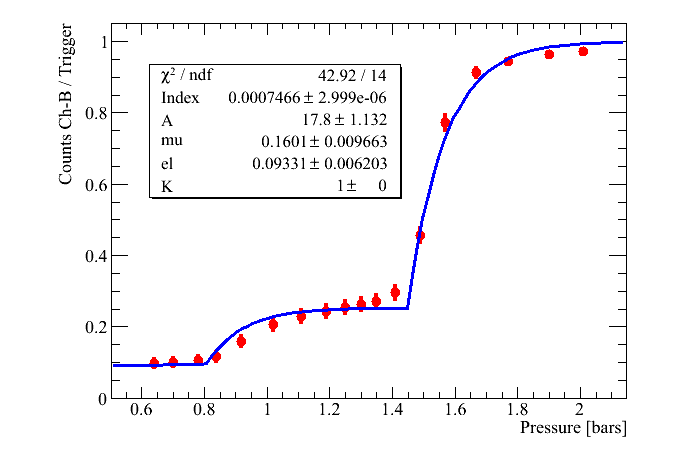 Counts Ch-B / Trigger
χ² / ndf 42.92 / 14
Index 0.0007466 ± 2.999e-06
A 17.8 ± 1.132
mu 0.1601 ± 0.009663
el 0.09331 ± 0.006203
K 1 ± 0
1
0.8
0.6
0.4
0.2
0
0.6 0.8 1 1.2 1.4 1.6 1.8 2
Pressure [bars]